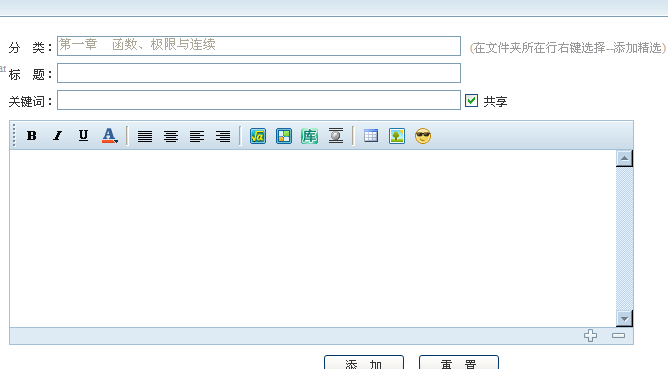 分　类： 第一章　函数、极限与连续 (在文件夹所在行右键选择--添加精选)
标　题：
关键词： 共享
B I U A √α 库
添　加 重　置